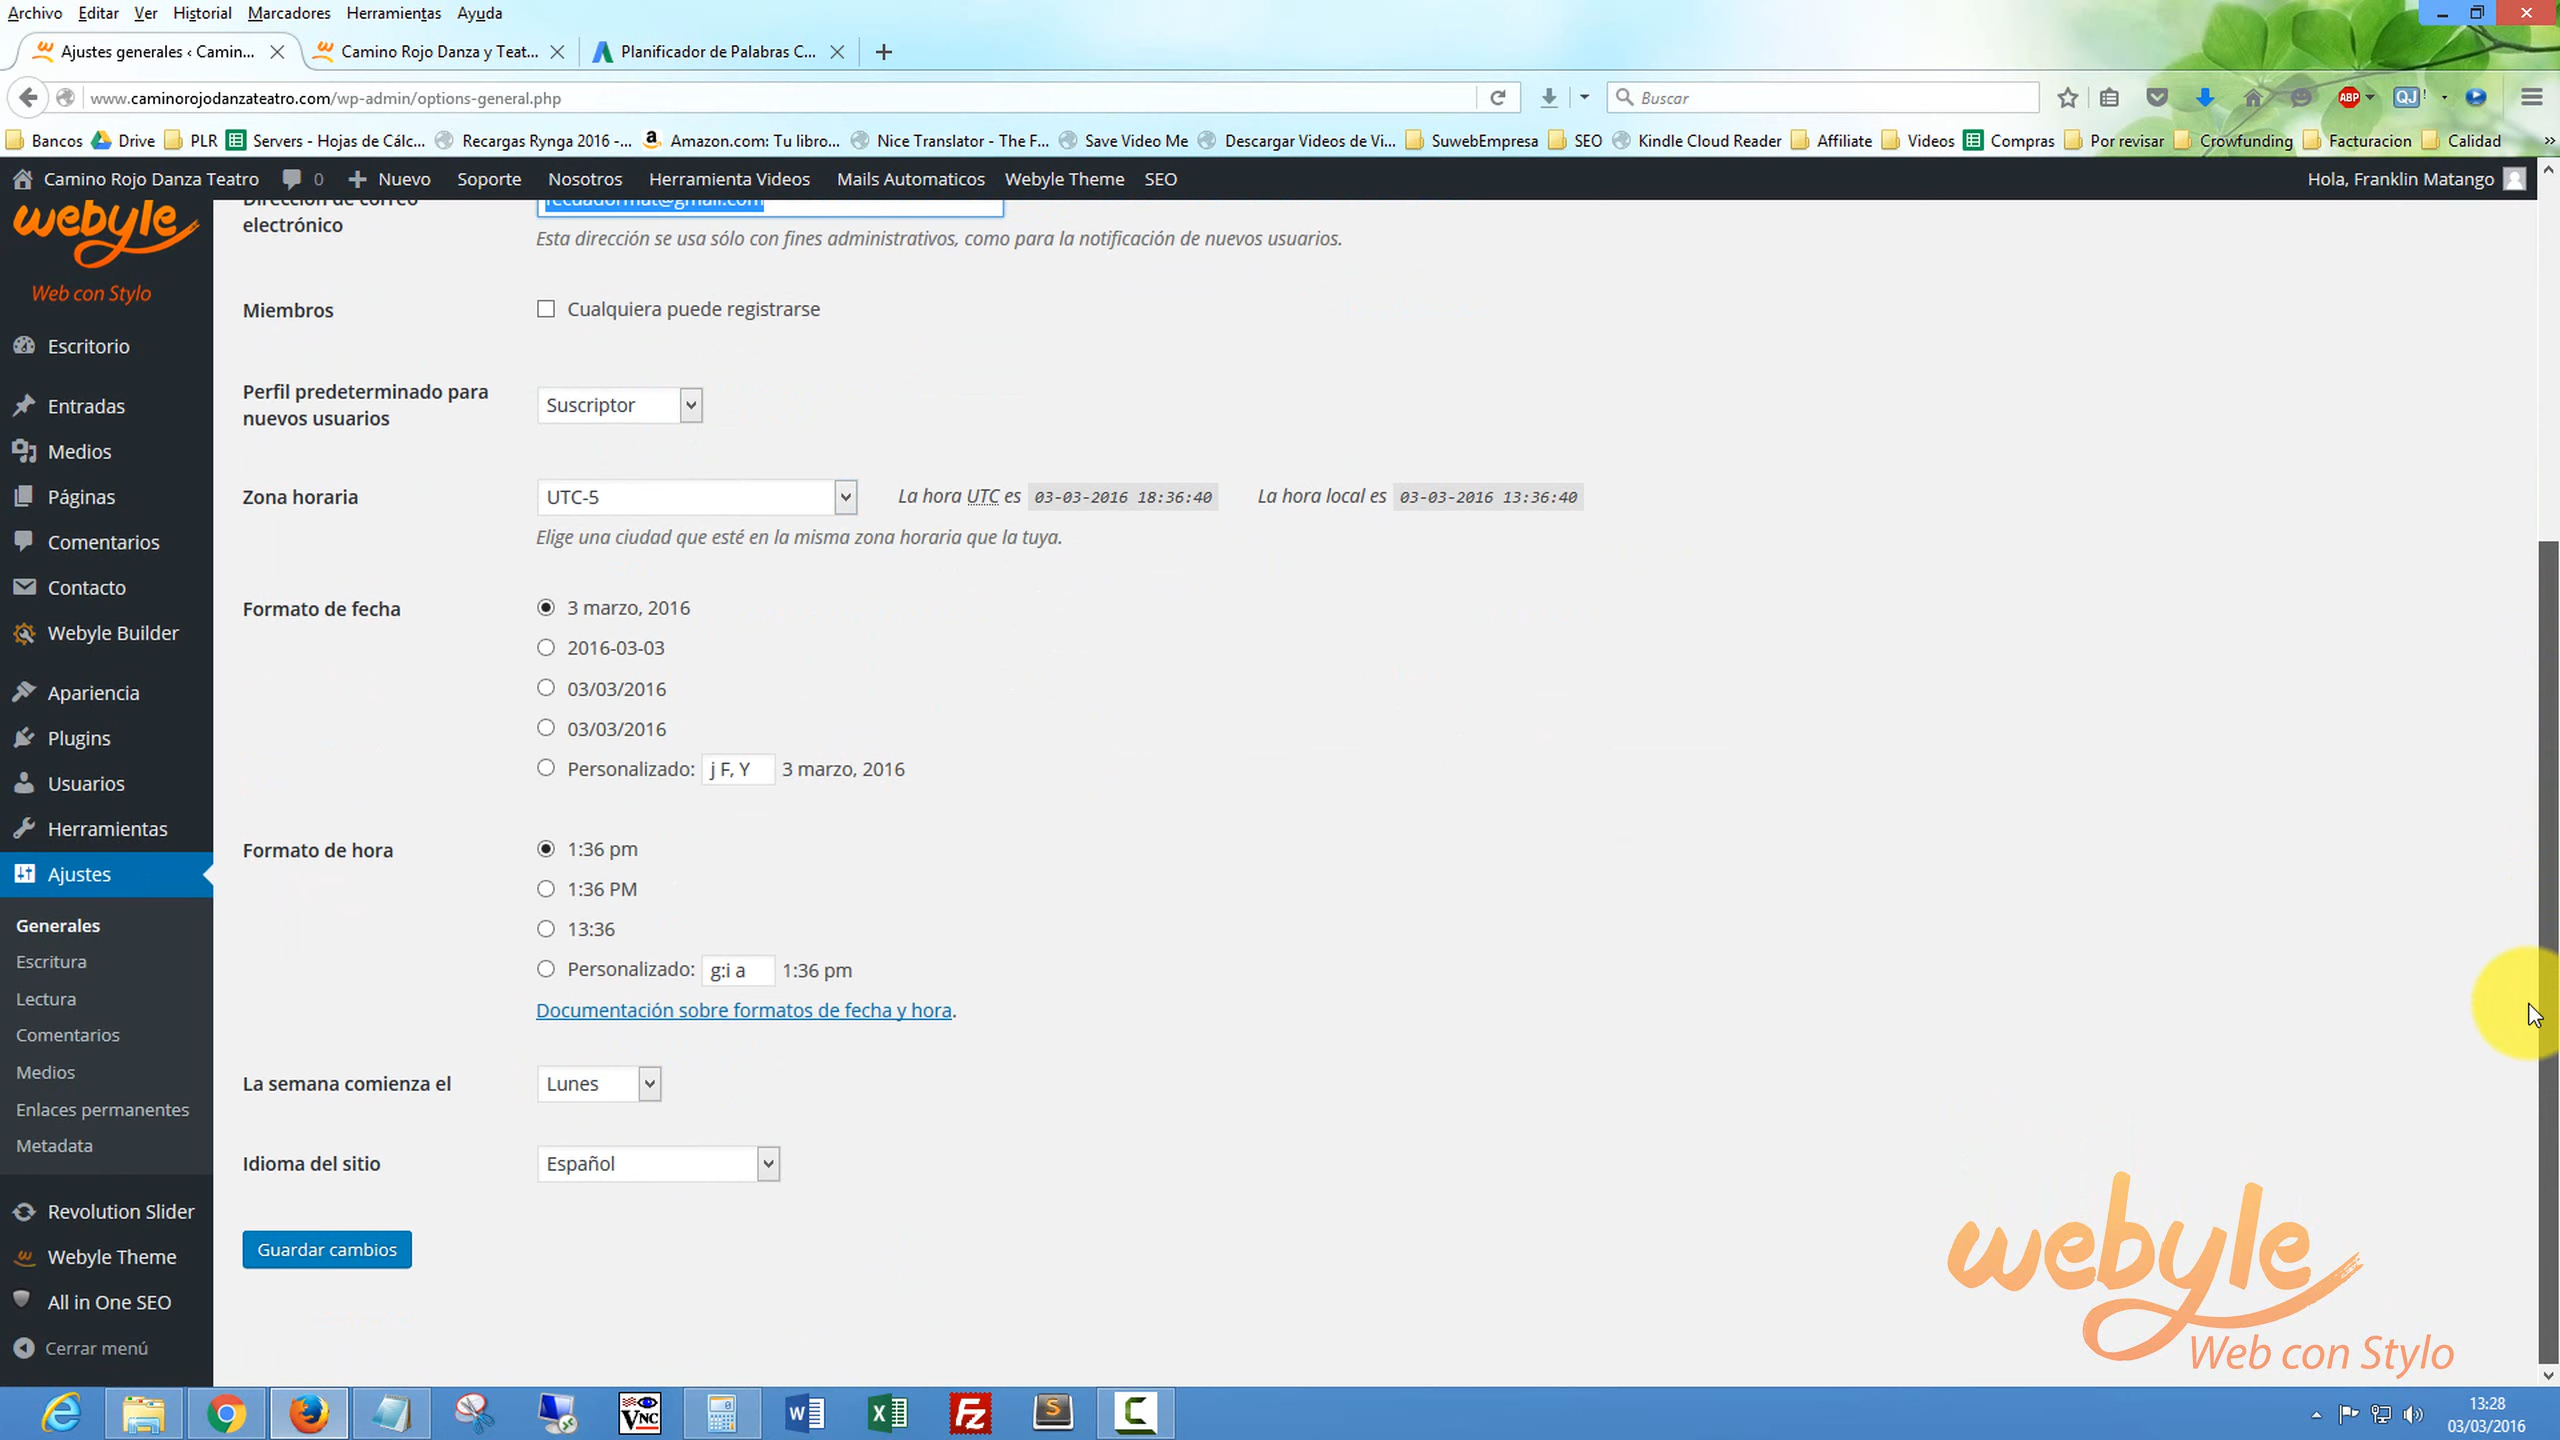 Archivo Editar Ver Historial Marcadores Herramientas Ayuda
Ajustes generales ‹ Camin... Camino Rojo Danza y Teat... Planificador de Palabras C...
www.caminorojodanzateatro.com/wp-admin/options-general.php Buscar ABP QJ !
Bancos Drive PLR Servers - Hojas de Cálc... Recargas Rynga 2016 -... Amazon.com: Tu libro... Nice Translator - The F... Save Video Me Descargar Videos de Vi... SuwebEmpresa SEO Kindle Cloud Reader Affiliate Videos Compras Por revisar Crowfunding Facturacion Calidad »
Camino Rojo Danza Teatro 0 Nuevo Soporte Nosotros Herramienta Videos Mails Automaticos Webyle Theme SEO Hola, Franklin Matango
webyle
Web con Stylo
Escritorio
Entradas
Medios
Páginas
Comentarios
Contacto
Webyle Builder
Apariencia
Plugins
Usuarios
Herramientas
Ajustes
Generales
Escritura
Lectura
Comentarios
Medios
Enlaces permanentes
Metadata
Revolution Slider
Webyle Theme
All in One SEO
Cerrar menú
Dirección de correo
electrónico
Esta dirección se usa sólo con fines administrativos, como para la notificación de nuevos usuarios.
Miembros Cualquiera puede registrarse
Perfil predeterminado para
nuevos usuarios
Suscriptor
Zona horaria UTC-5 La hora UTC es 03-03-2016 18:36:40 La hora local es 03-03-2016 13:36:40
Elige una ciudad que esté en la misma zona horaria que la tuya.
Formato de fecha 3 marzo, 2016
2016-03-03
03/03/2016
03/03/2016
Personalizado: j F, Y 3 marzo, 2016
Formato de hora 1:36 pm
1:36 PM
13:36
Personalizado: g:i a 1:36 pm
Documentación sobre formatos de fecha y hora.
La semana comienza el Lunes
Idioma del sitio Español
Guardar cambios
webyle
Web con Stylo
VNC
13:28
03/03/2016